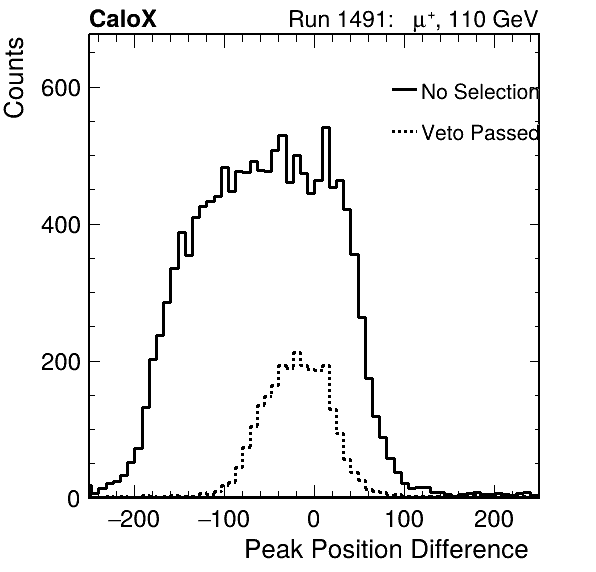 CaloX Run 1491: μ⁺, 110 GeV
Counts
600
No Selection
Veto Passed
400
200
0
−200 −100 0 100 200
Peak Position Difference